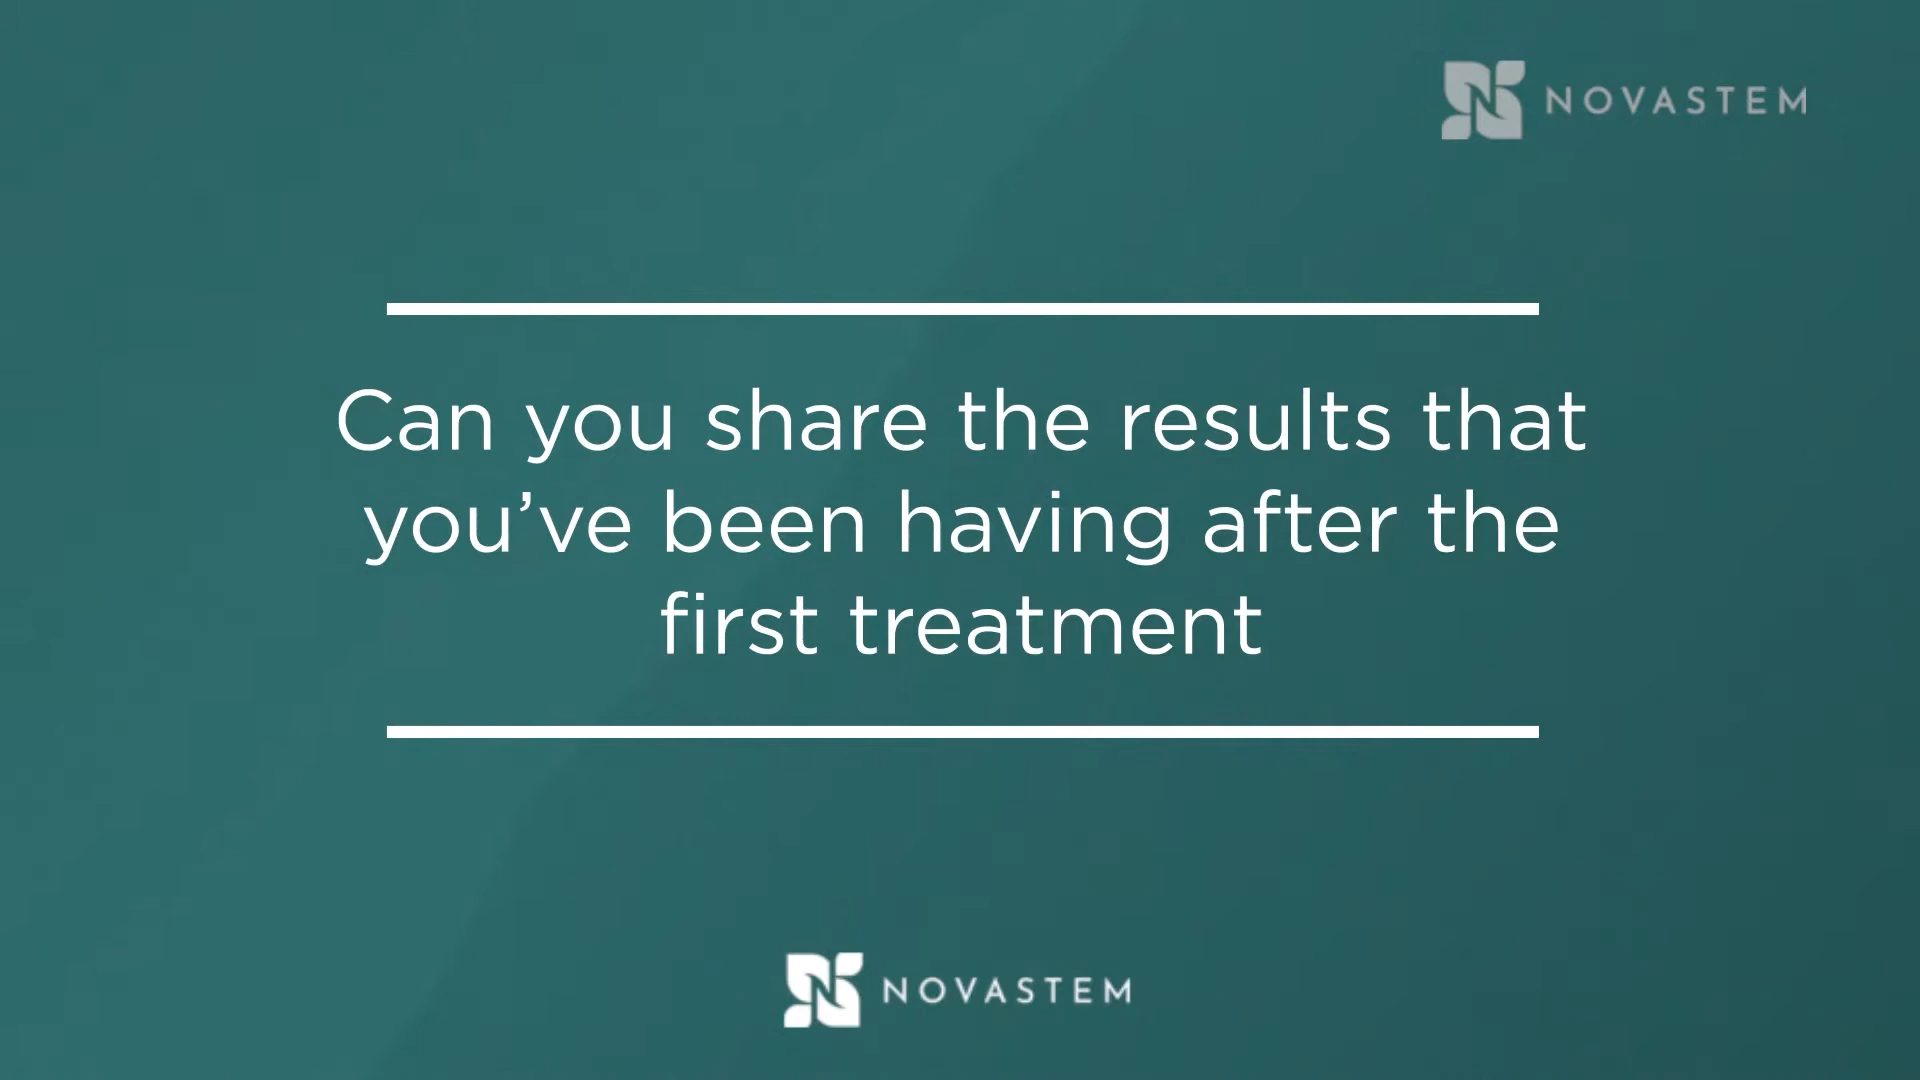 NOVASTEM
Can you share the results that
you’ve been having after the
first treatment
NOVASTEM